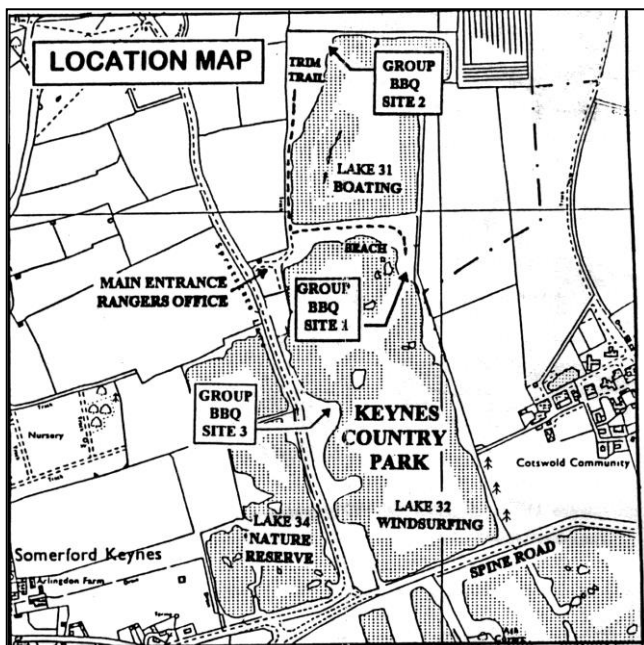 LOCATION MAP
TRIM
TRAIL
GROUP
BBQ
SITE 2
LAKE 31
BOATING
BEACH
MAIN ENTRANCE
RANGERS OFFICE
GROUP
BBQ
SITE 1
GROUP
BBQ
SITE 3
KEYNES
COUNTRY
PARK
Nursery
Track
Cotswold Community
LAKE 32
WINDSURFING
LAKE 34
NATURE
RESERVE
SPINE ROAD
Somerford Keynes
Arlingdon Farm